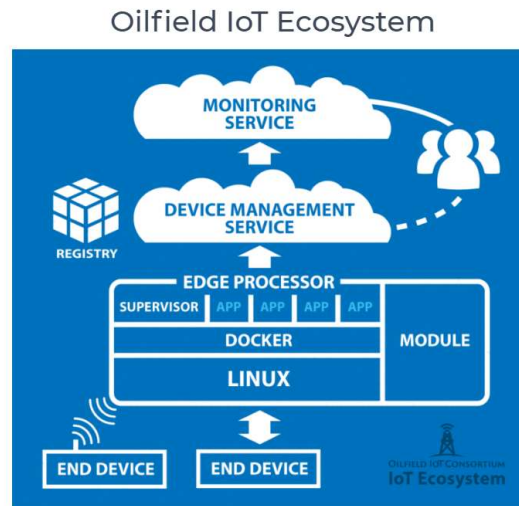 Oilfield IoT Ecosystem
MONITORING
SERVICE
DEVICE MANAGEMENT
SERVICE
REGISTRY
EDGE PROCESSOR
SUPERVISOR APP APP APP APP
DOCKER
MODULE
LINUX
END DEVICE
END DEVICE
OILFIELD IOT CONSORTIUM
IoT Ecosystem